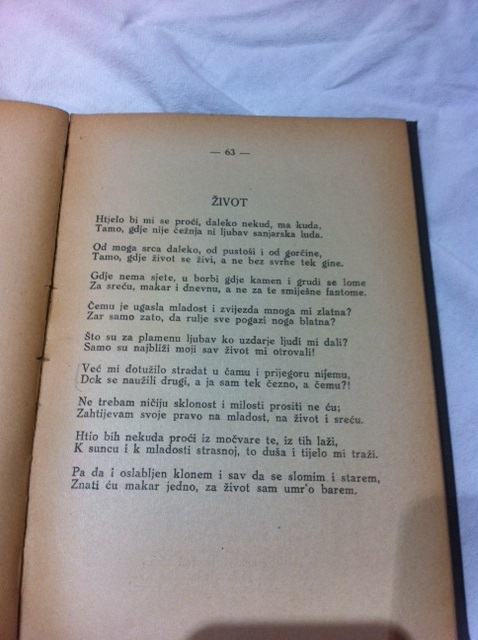 — 63 —
ŽIVOT
Htjelo bi mi se proći, daleko nekud, ma kuda,
Tamo, gdje nije čežnja ni ljubav sanjarska luda.
Od moga srca daleko, od pustoši i od gorčine,
Tamo, gdje život se živi, a ne bez svrhe tek gine.
Gdje nema sjete, u borbi gdje kamen i grudi se lome
Za sreću, makar i dnevnu, a ne za te smiješne fantome.
Čemu je ugasla mladost i zvijezda mnoga mi zlatna?
Zar samo zato, da rulje sve pogazi noga blatna?
Što su za plamenu ljubav ko uzdarje ljudi mi dali?
Samo su najbliži moji sav život mi otrovali!
Već mi dotužilo stradat u čamu i prijegoru nijemu,
Dok se naužili drugi, a ja sam tek čezno, a čemu?!
Ne trebam ničiju sklonost i milosti prositi ne ću;
Zahtijevam svoje pravo na mladost, na život i sreću.
Htio bih nekuda proći iz močvare te, iz tih laži,
K suncu i k mladosti strasnoj, to duša i tijelo mi traži.
Pa da i oslabljen klonem i sav da se slomim i starem,
Znati ću makar jedno, za život sam umr'o barem.